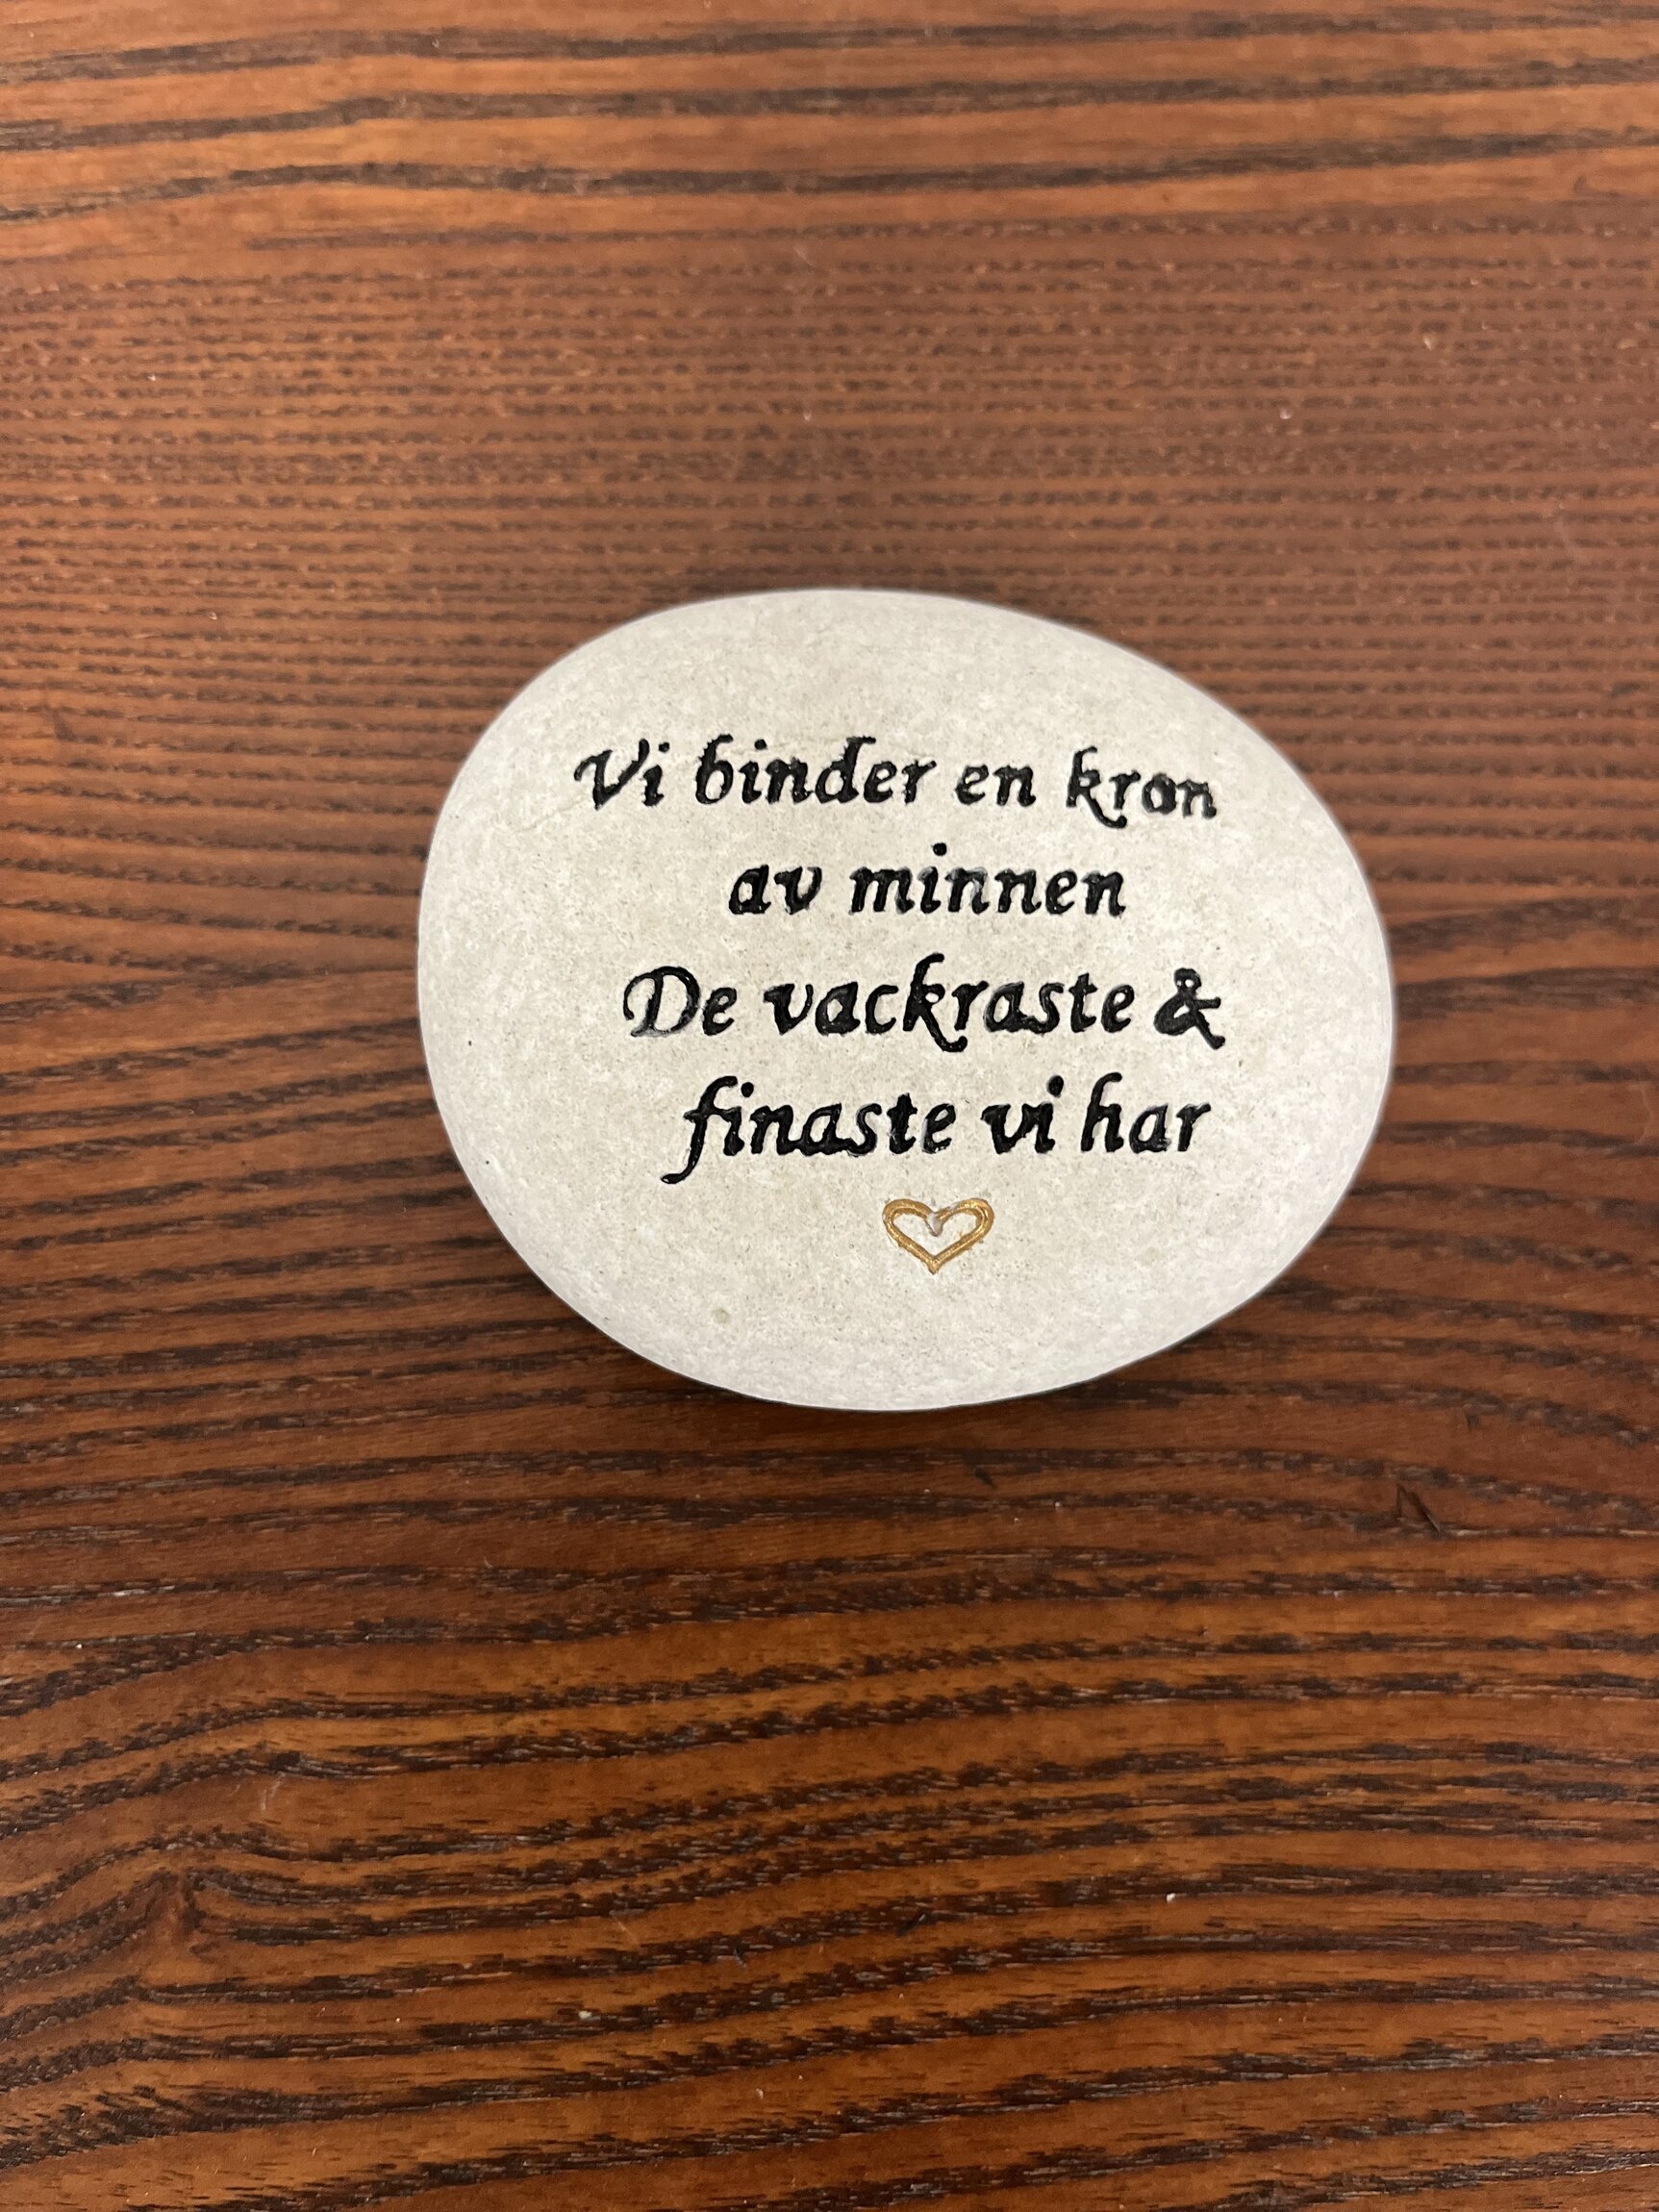 Vi binder en kron
av minnen
De vackraste &
finaste vi har